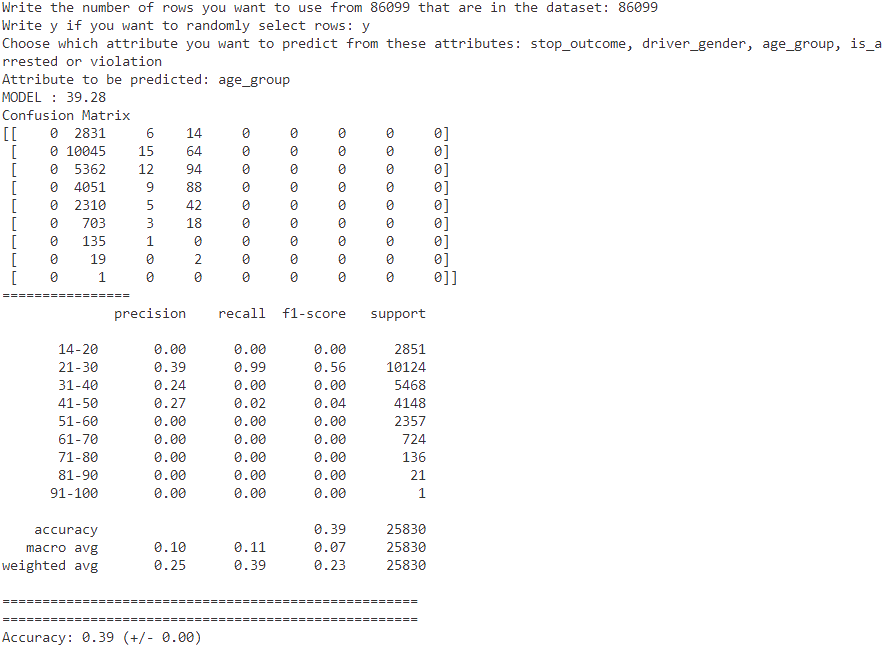 Write the number of rows you want to use from 86099 that are in the dataset: 86099
Write y if you want to randomly select rows: y
Choose which attribute you want to predict from these attributes: stop_outcome, driver_gender, age_group, is_a
rrested or violation
Attribute to be predicted: age_group
MODEL : 39.28
Confusion Matrix
[[    0  2831     6    14     0     0     0     0     0]
 [    0 10045    15    64     0     0     0     0     0]
 [    0  5362    12    94     0     0     0     0     0]
 [    0  4051     9    88     0     0     0     0     0]
 [    0  2310     5    42     0     0     0     0     0]
 [    0   703     3    18     0     0     0     0     0]
 [    0   135     1     0     0     0     0     0     0]
 [    0    19     0     2     0     0     0     0     0]
 [    0     1     0     0     0     0     0     0     0]]
================
              precision    recall  f1-score   support

       14-20       0.00      0.00      0.00      2851
       21-30       0.39      0.99      0.56     10124
       31-40       0.24      0.00      0.00      5468
       41-50       0.27      0.02      0.04      4148
       51-60       0.00      0.00      0.00      2357
       61-70       0.00      0.00      0.00       724
       71-80       0.00      0.00      0.00       136
       81-90       0.00      0.00      0.00        21
      91-100       0.00      0.00      0.00         1

    accuracy                           0.39     25830
   macro avg       0.10      0.11      0.07     25830
weighted avg       0.25      0.39      0.23     25830

====================================================
====================================================
Accuracy: 0.39 (+/- 0.00)